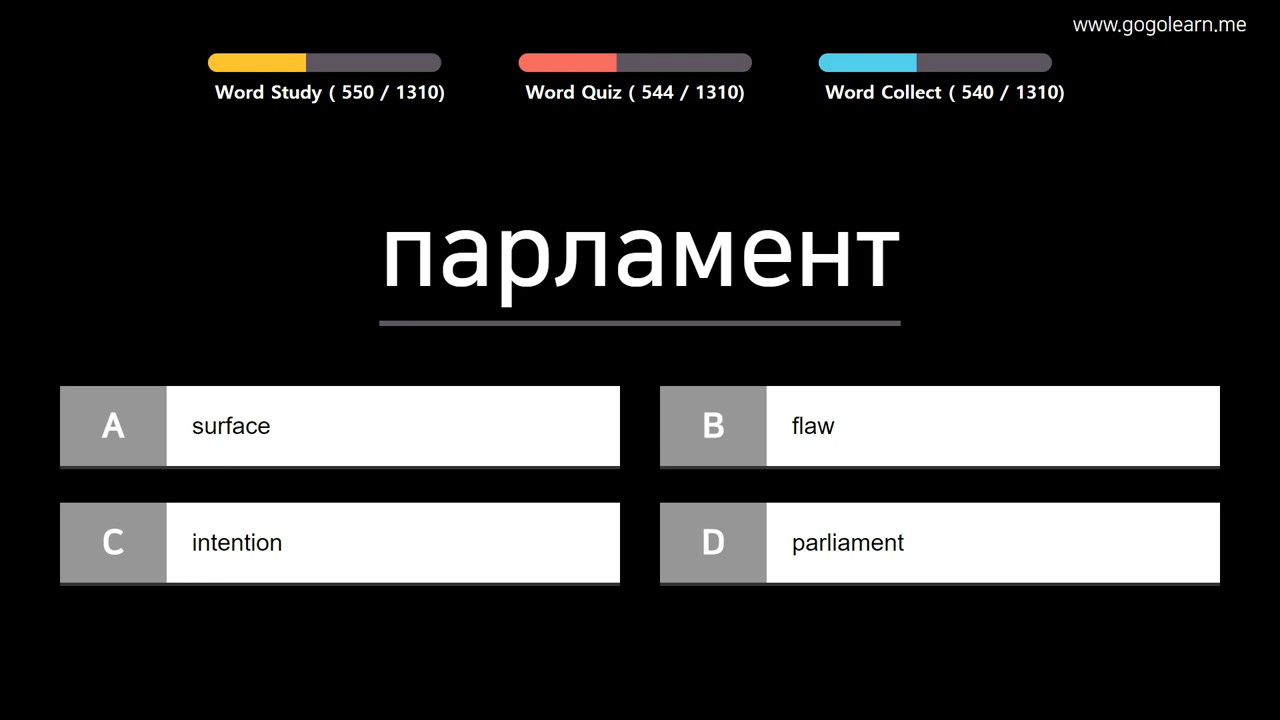 www.gogolearn.me
Word Study ( 550 / 1310)
Word Quiz ( 544 / 1310)
Word Collect ( 540 / 1310)
парламент
A surface
B flaw
C intention
D parliament